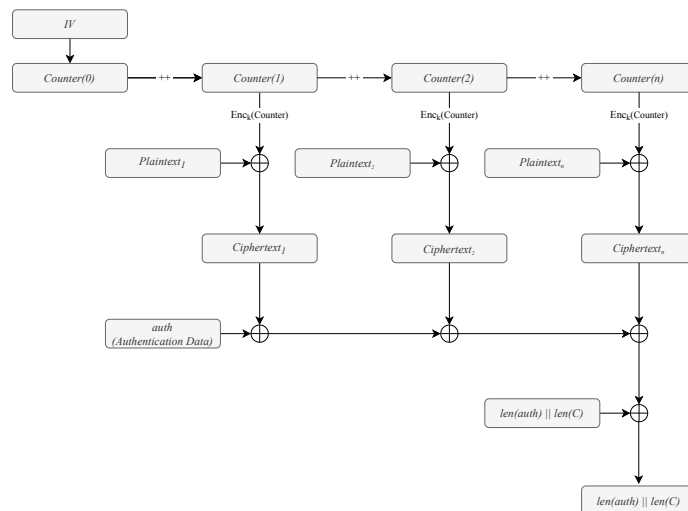 IV
Counter(0)
++
Counter(1)
++
Counter(2)
++
Counter(n)
Enck(Counter)
Enck(Counter)
Enck(Counter)
Plaintext1
Plaintext2
Plaintextn
Ciphertext1
Ciphertext2
Ciphertextn
auth
(Authentication Data)
len(auth) || len(C)
len(auth) || len(C)